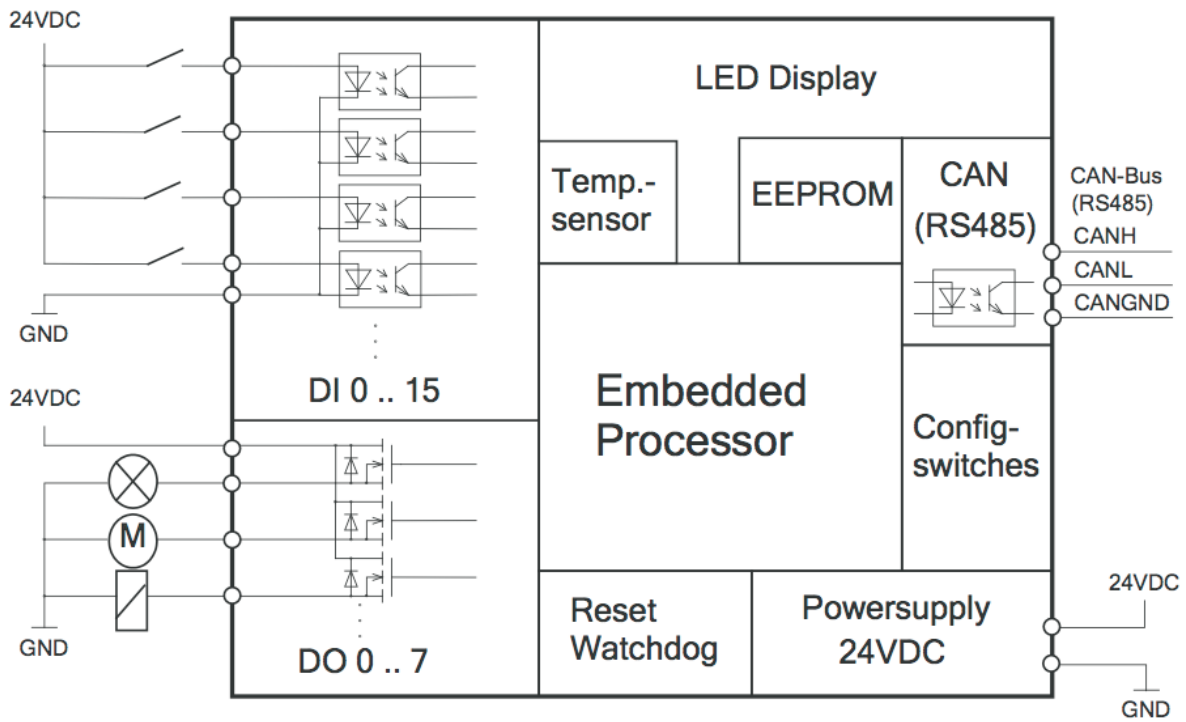 24VDC
GND
DI 0 .. 15
24VDC
M
GND
DO 0 .. 7
LED Display
Temp.-
sensor
EEPROM
CAN
(RS485)
Embedded
Processor
Config-
switches
Reset
Watchdog
Powersupply
24VDC
CAN-Bus
(RS485)
CANH
CANL
CANGND
24VDC
GND